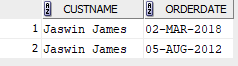 CUSTNAME ORDERDATE
1 Jaswin James 02-MAR-2018
2 Jaswin James 05-AUG-2012